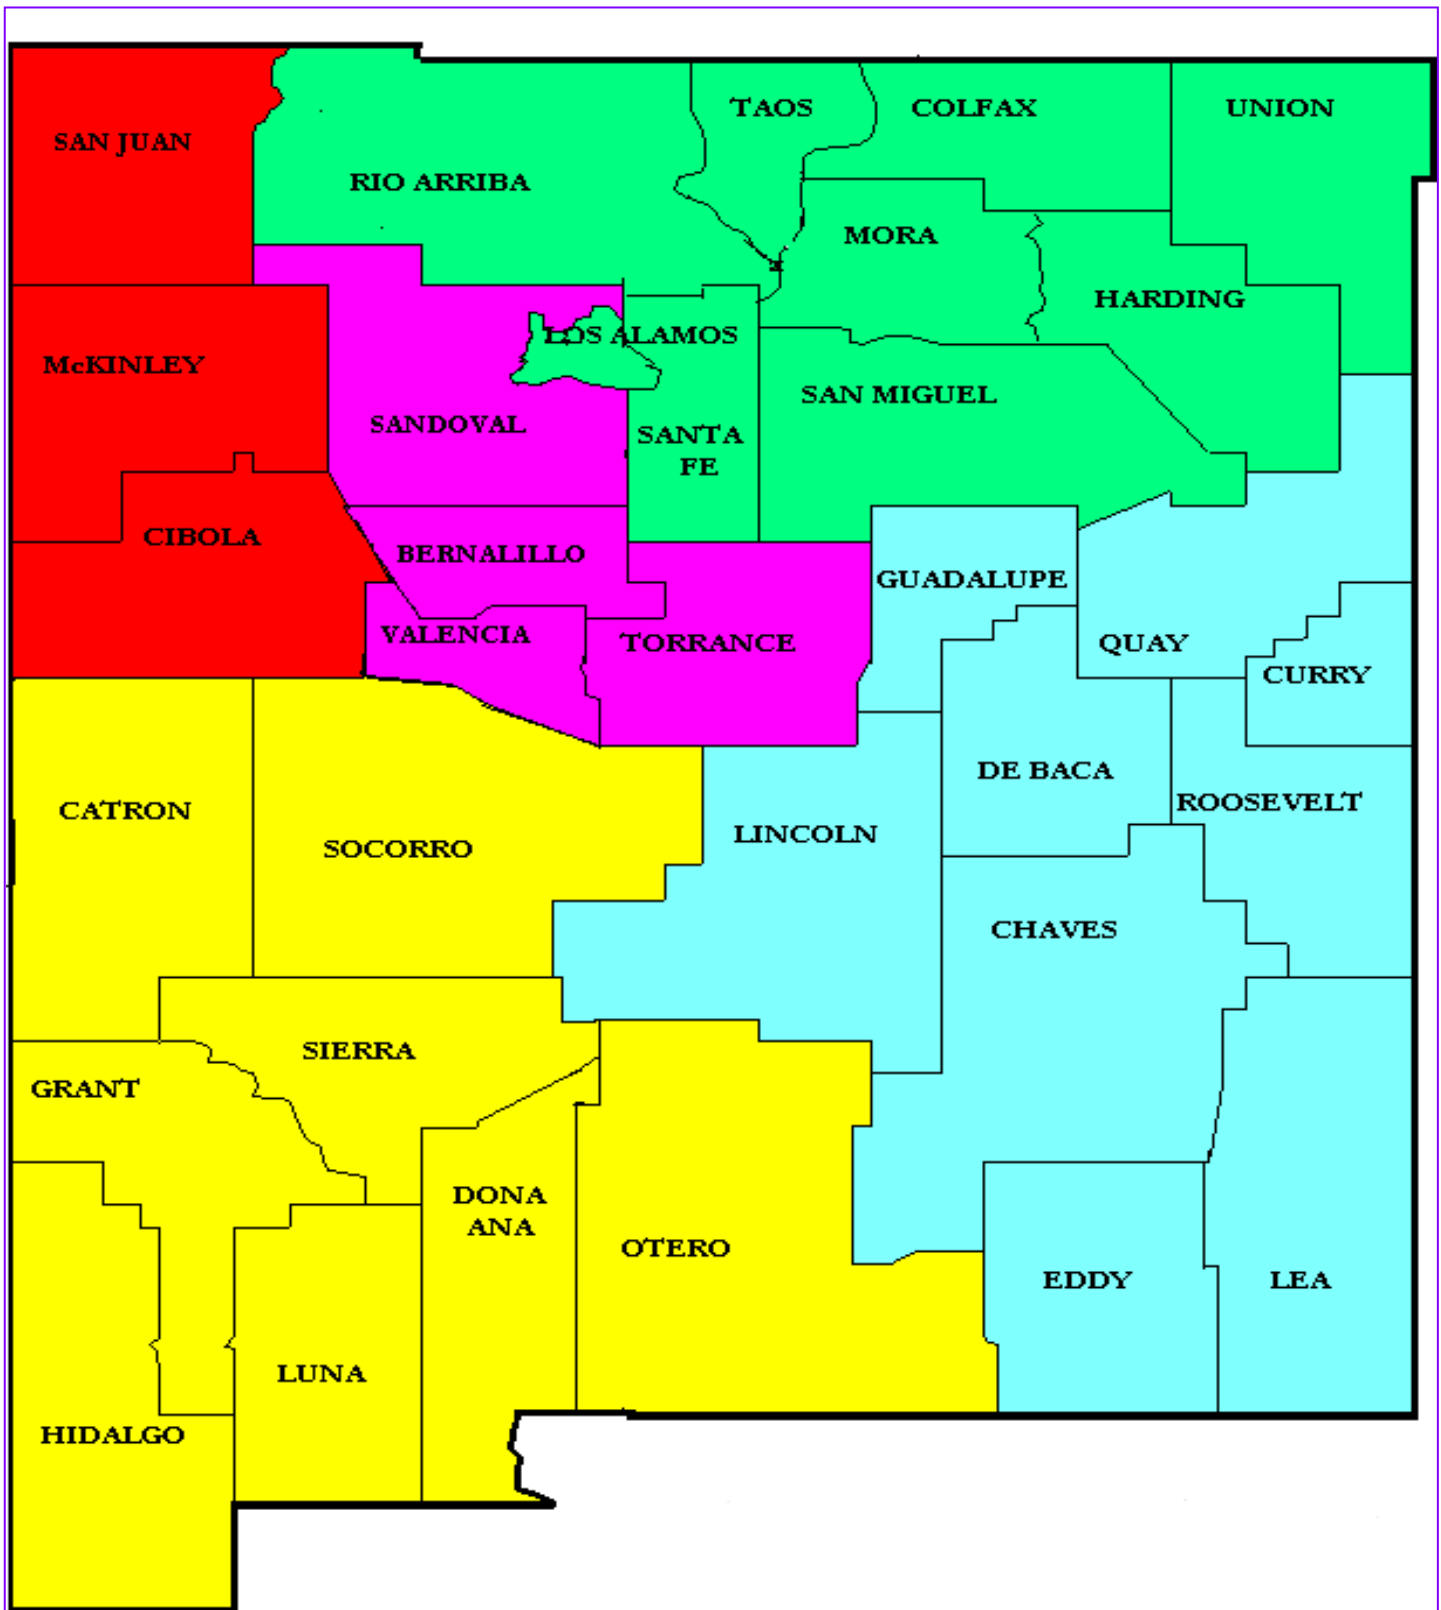 TAOS
COLFAX
UNION
SAN JUAN
RIO ARRIBA
MORA
HARDING
LOS ALAMOS
McKINLEY
SAN MIGUEL
SANDOVAL
SANTA
FE
CIBOLA
BERNALILLO
GUADALUPE
VALENCIA
TORRANCE
QUAY
CURRY
DE BACA
CATRON
ROOSEVELT
LINCOLN
SOCORRO
CHAVES
SIERRA
GRANT
DONA
ANA
OTERO
EDDY
LEA
LUNA
HIDALGO